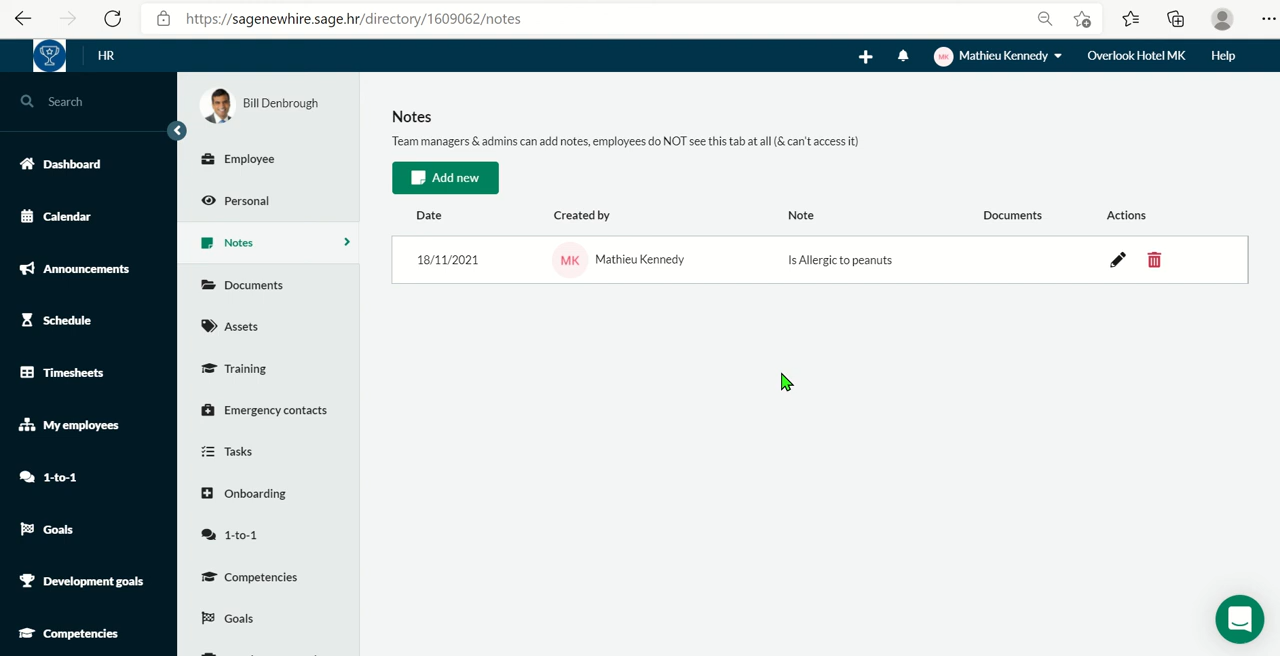 https://sagenewhire.sage.hr/directory/1609062/notes
HR
MK Mathieu Kennedy
Overlook Hotel MK
Help
Search
Dashboard
Calendar
Announcements
Schedule
Timesheets
My employees
1-to-1
Goals
Development goals
Competencies
Bill Denbrough
Employee
Personal
Notes
Documents
Assets
Training
Emergency contacts
Tasks
Onboarding
1-to-1
Competencies
Goals
Notes
Team managers & admins can add notes, employees do NOT see this tab at all (& can't access it)
Add new
Date Created by Note Documents Actions
18/11/2021 MK Mathieu Kennedy Is Allergic to peanuts